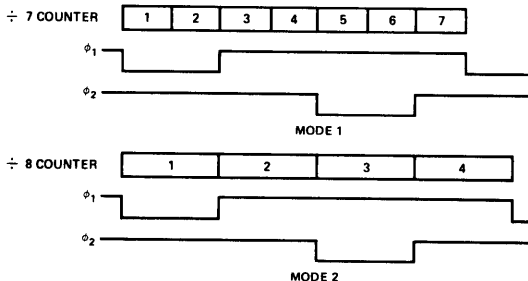 ÷ 7 COUNTER 1 2 3 4 5 6 7
ϕ1
ϕ2
MODE 1
÷ 8 COUNTER 1 2 3 4
ϕ1
ϕ2
MODE 2